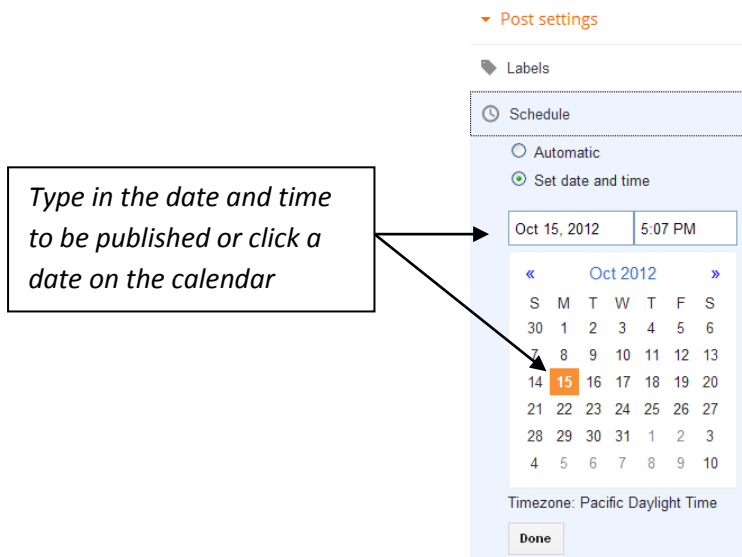 Post settings
Labels
Schedule
Automatic
Set date and time
Type in the date and time
to be published or click a
date on the calendar
Oct 15, 2012 5:07 PM
« Oct 2012 »
S M T W T F S
30 1 2 3 4 5 6
7 8 9 10 11 12 13
14 15 16 17 18 19 20
21 22 23 24 25 26 27
28 29 30 31 1 2 3
4 5 6 7 8 9 10
Timezone: Pacific Daylight Time
Done